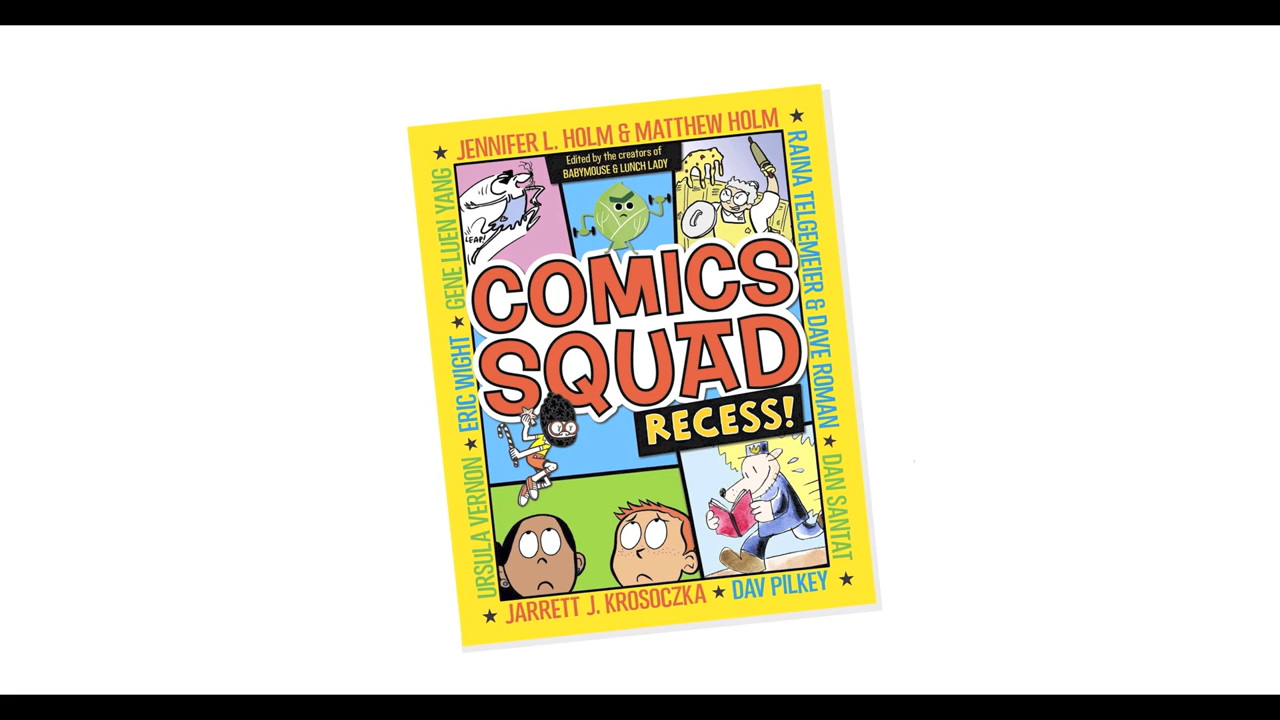 JENNIFER L. HOLM & MATTHEW HOLM
Edited by the creators of
BABYMOUSE & LUNCH LADY
LEAP!
COMICS
SQUAD
RECESS!
RAINA TELGEMEIER & DAVE ROMAN
DAN SANTAT
DAV PILKEY
JARRETT J. KROSOCZKA
URSULA VERNON
ERIC WIGHT
GENE LUEN YANG